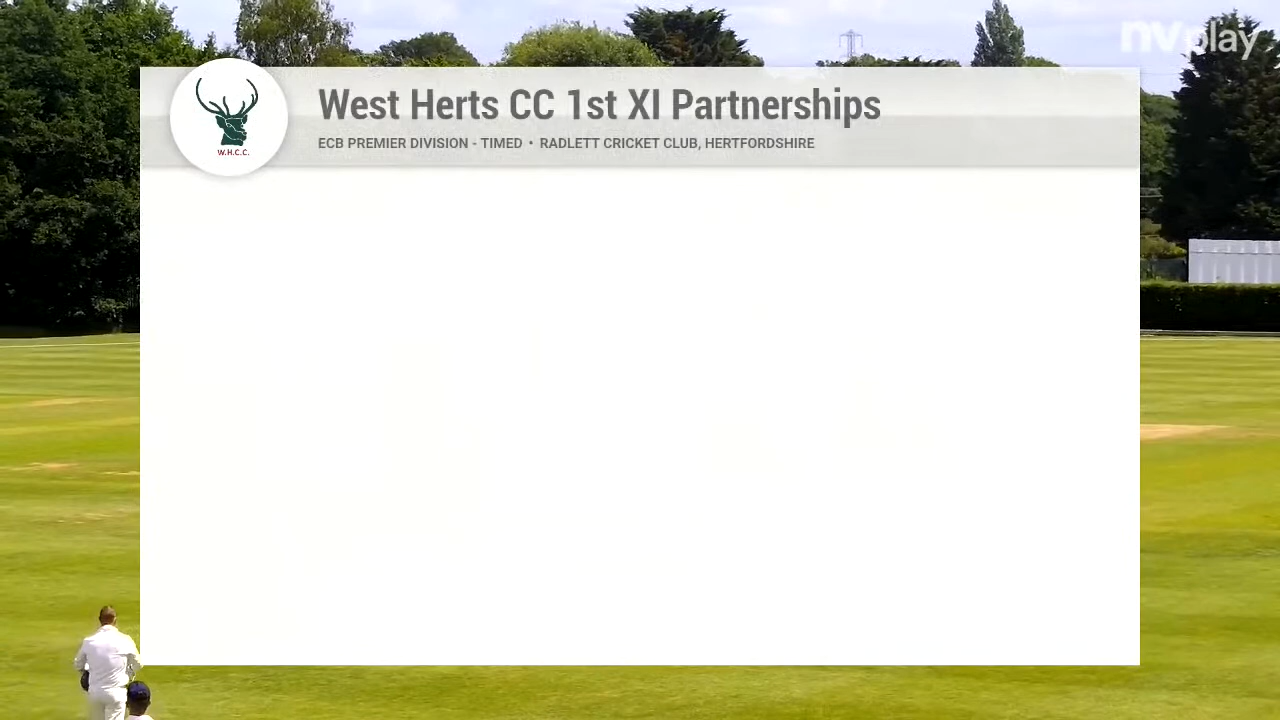 nvplay
West Herts CC 1st XI Partnerships
ECB PREMIER DIVISION - TIMED • RADLETT CRICKET CLUB, HERTFORDSHIRE
W.H.C.C.